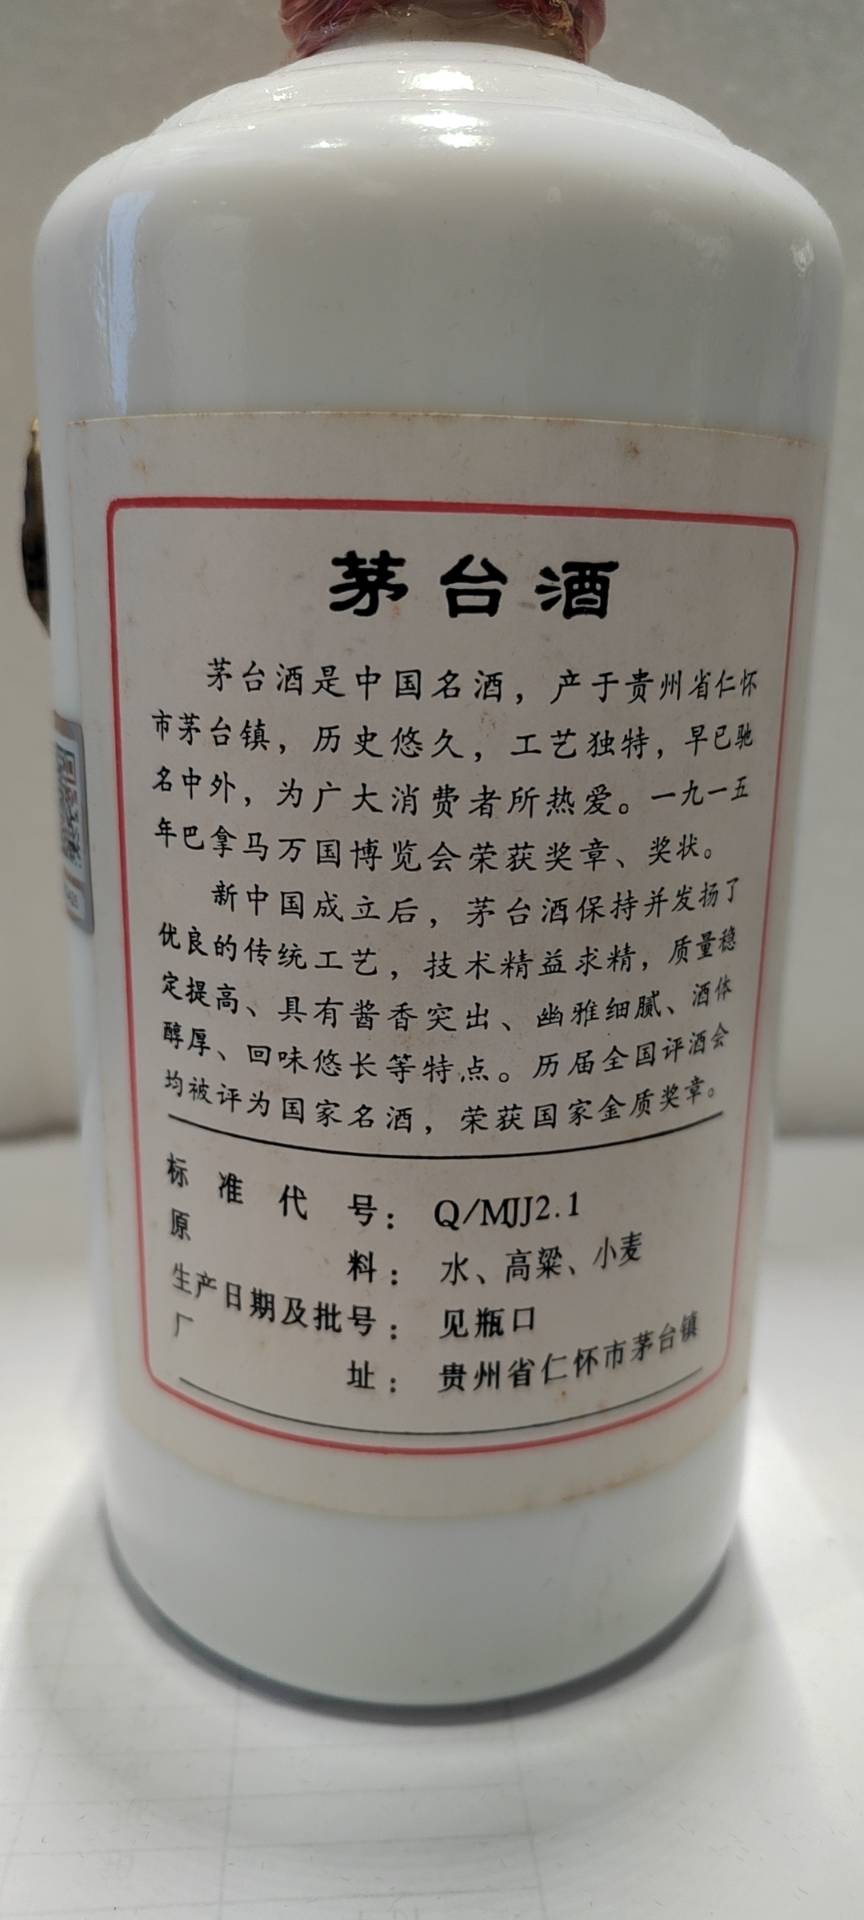 茅台酒
茅台酒是中国名酒，产于贵州省仁怀
市茅台镇，历史悠久，工艺独特，早已驰
名中外，为广大消费者所热爱。一九一五
年巴拿马万国博览会荣获奖章、奖状。
新中国成立后，茅台酒保持并发扬了
优良的传统工艺，技术精益求精，质量稳
定提高、具有酱香突出、幽雅细腻、酒体
醇厚、回味悠长等特点。历届全国评酒会
均被评为国家名酒，荣获国家金质奖章。
标准代号：Q/MJJ2.1
原料：水、高粱、小麦
生产日期及批号：见瓶口
厂址：贵州省仁怀市茅台镇